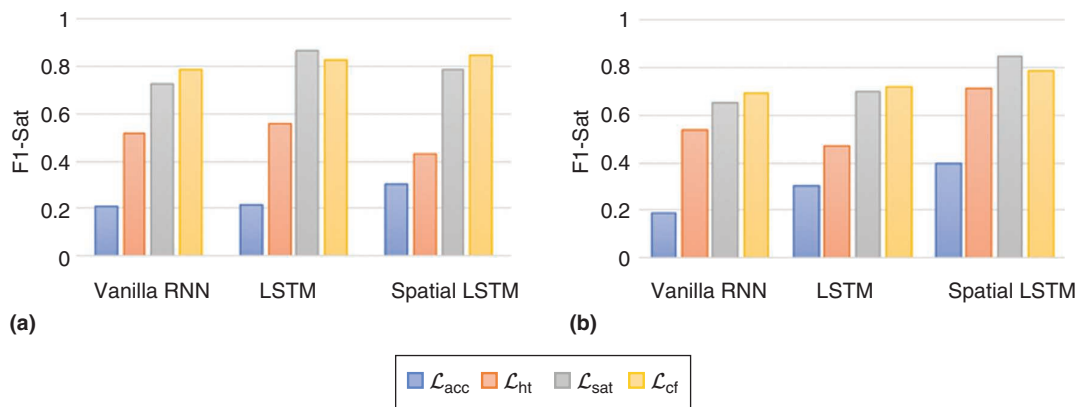 F1-Sat
1
0.8
0.6
0.4
0.2
0
Vanilla RNN LSTM Spatial LSTM
(a)
F1-Sat
1
0.8
0.6
0.4
0.2
0
Vanilla RNN LSTM Spatial LSTM
(b)
ℒacc ℒht ℒsat ℒcf